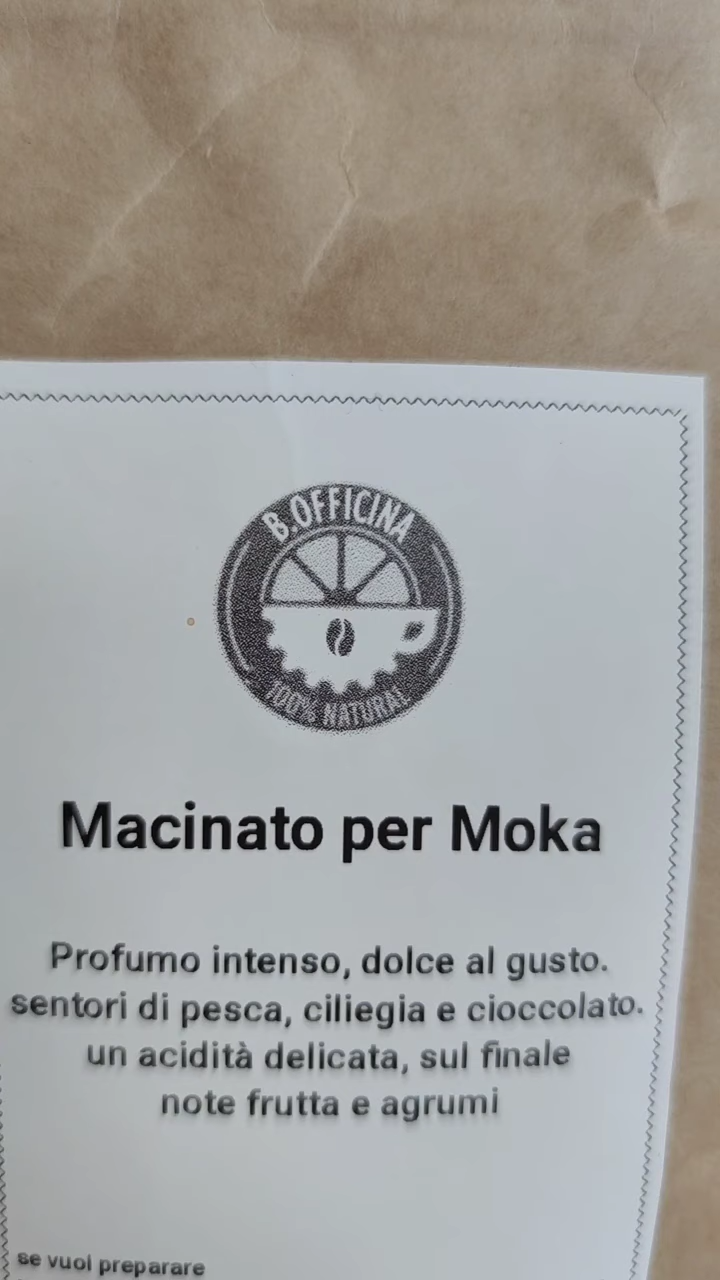 B.OFFICINA
100% NATURAL
Macinato per Moka
Profumo intenso, dolce al gusto.
sentori di pesca, ciliegia e cioccolato.
un acidità delicata, sul finale
note frutta e agrumi
se vuoi preparare